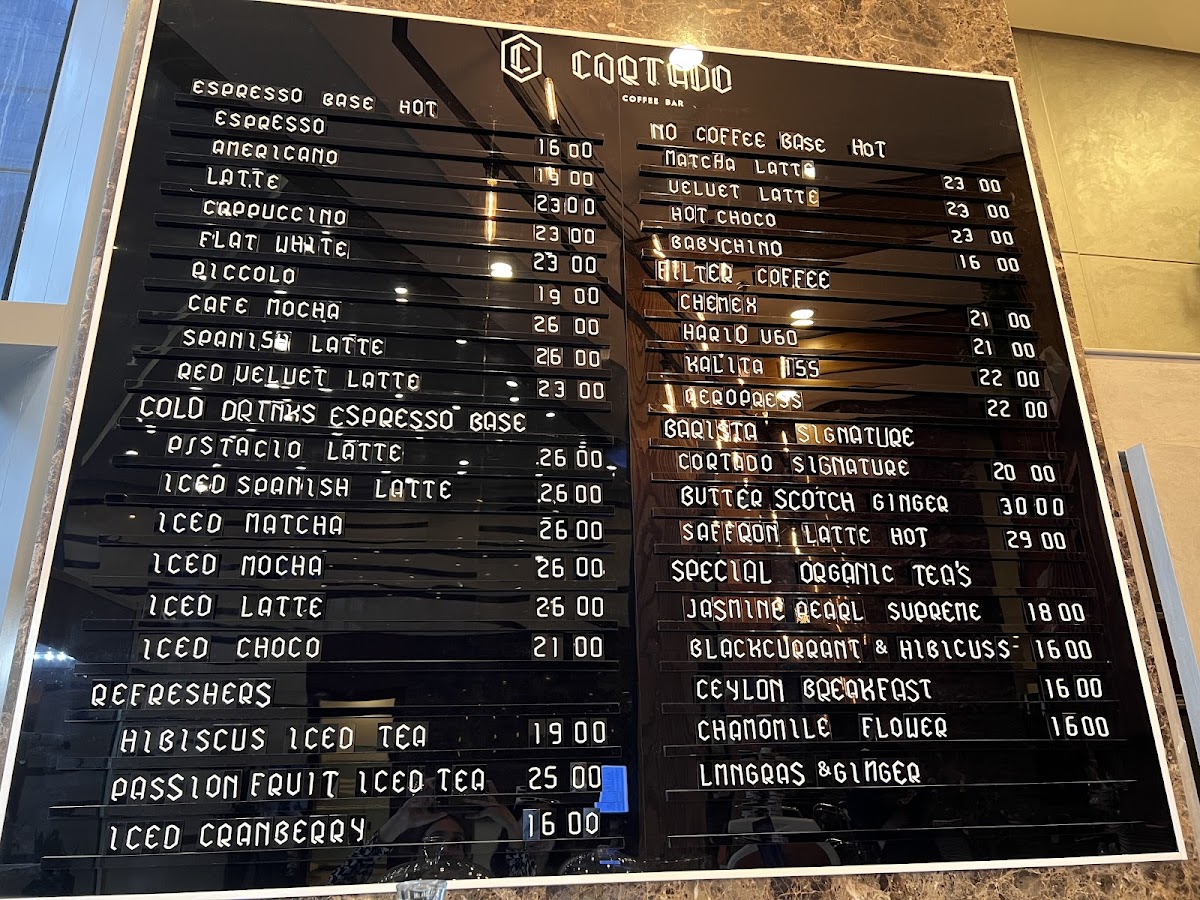 CORTADO
COFFEE BAR
ESPRESSO BASE HOT
ESPRESSO 16 00
AMERICANO 19 00
LATTE 23 00
CAPPUCCINO 23 00
FLAT WHITE 23 00
PICCOLO 19 00
CAFE MOCHA 26 00
SPANISH LATTE 26 00
RED VELVET LATTE 23 00
COLD DRINKS ESPRESSO BASE
PISTACIO LATTE 26 00
ICED SPANISH LATTE 26 00
ICED MATCHA 26 00
ICED MOCHA 26 00
ICED LATTE 26 00
ICED CHOCO 21 00
REFRESHERS
HIBISCUS ICED TEA 19 00
PASSION FRUIT ICED TEA 25 00
ICED CRANBERRY 16 00
NO COFFEE BASE HOT
MATCHA LATTE 23 00
VELVET LATTE 23 00
HOT CHOCO 23 00
BABYCHINO 16 00
FILTER COFFEE
CHEMEX 21 00
HARIO V60 21 00
KALITA 155 22 00
AEROPRESS 22 00
BARISTA' SIGNATURE
CORTADO SIGNATURE 20 00
BUTTER SCOTCH GINGER 30 00
SAFFRON LATTE HOT 29 00
SPECIAL ORGANIC TEA'S
JASMINE PEARL SUPREME 18 00
BLACKCURRANT & HIBICUSS 16 00
CEYLON BREAKFAST 16 00
CHAMOMILE FLOWER 16 00
LMNGRAS & GINGER